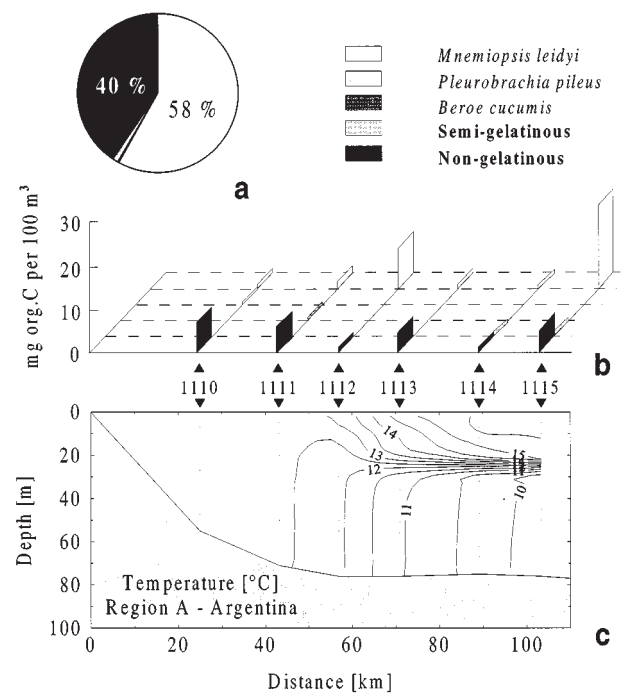 40 %
58 %
a
Mnemiopsis leidyi
Pleurobrachia pileus
Beroe cucumis
Semi-gelatinous
Non-gelatinous
mg org.C per 100 m³
30
20
10
0
b
1110 1111 1112 1113 1114 1115
Depth [m]
0
20
40
60
80
100
14
13
12
11
15
10
Temperature [°C]
Region A - Argentina
c
0 20 40 60 80 100
Distance [km]